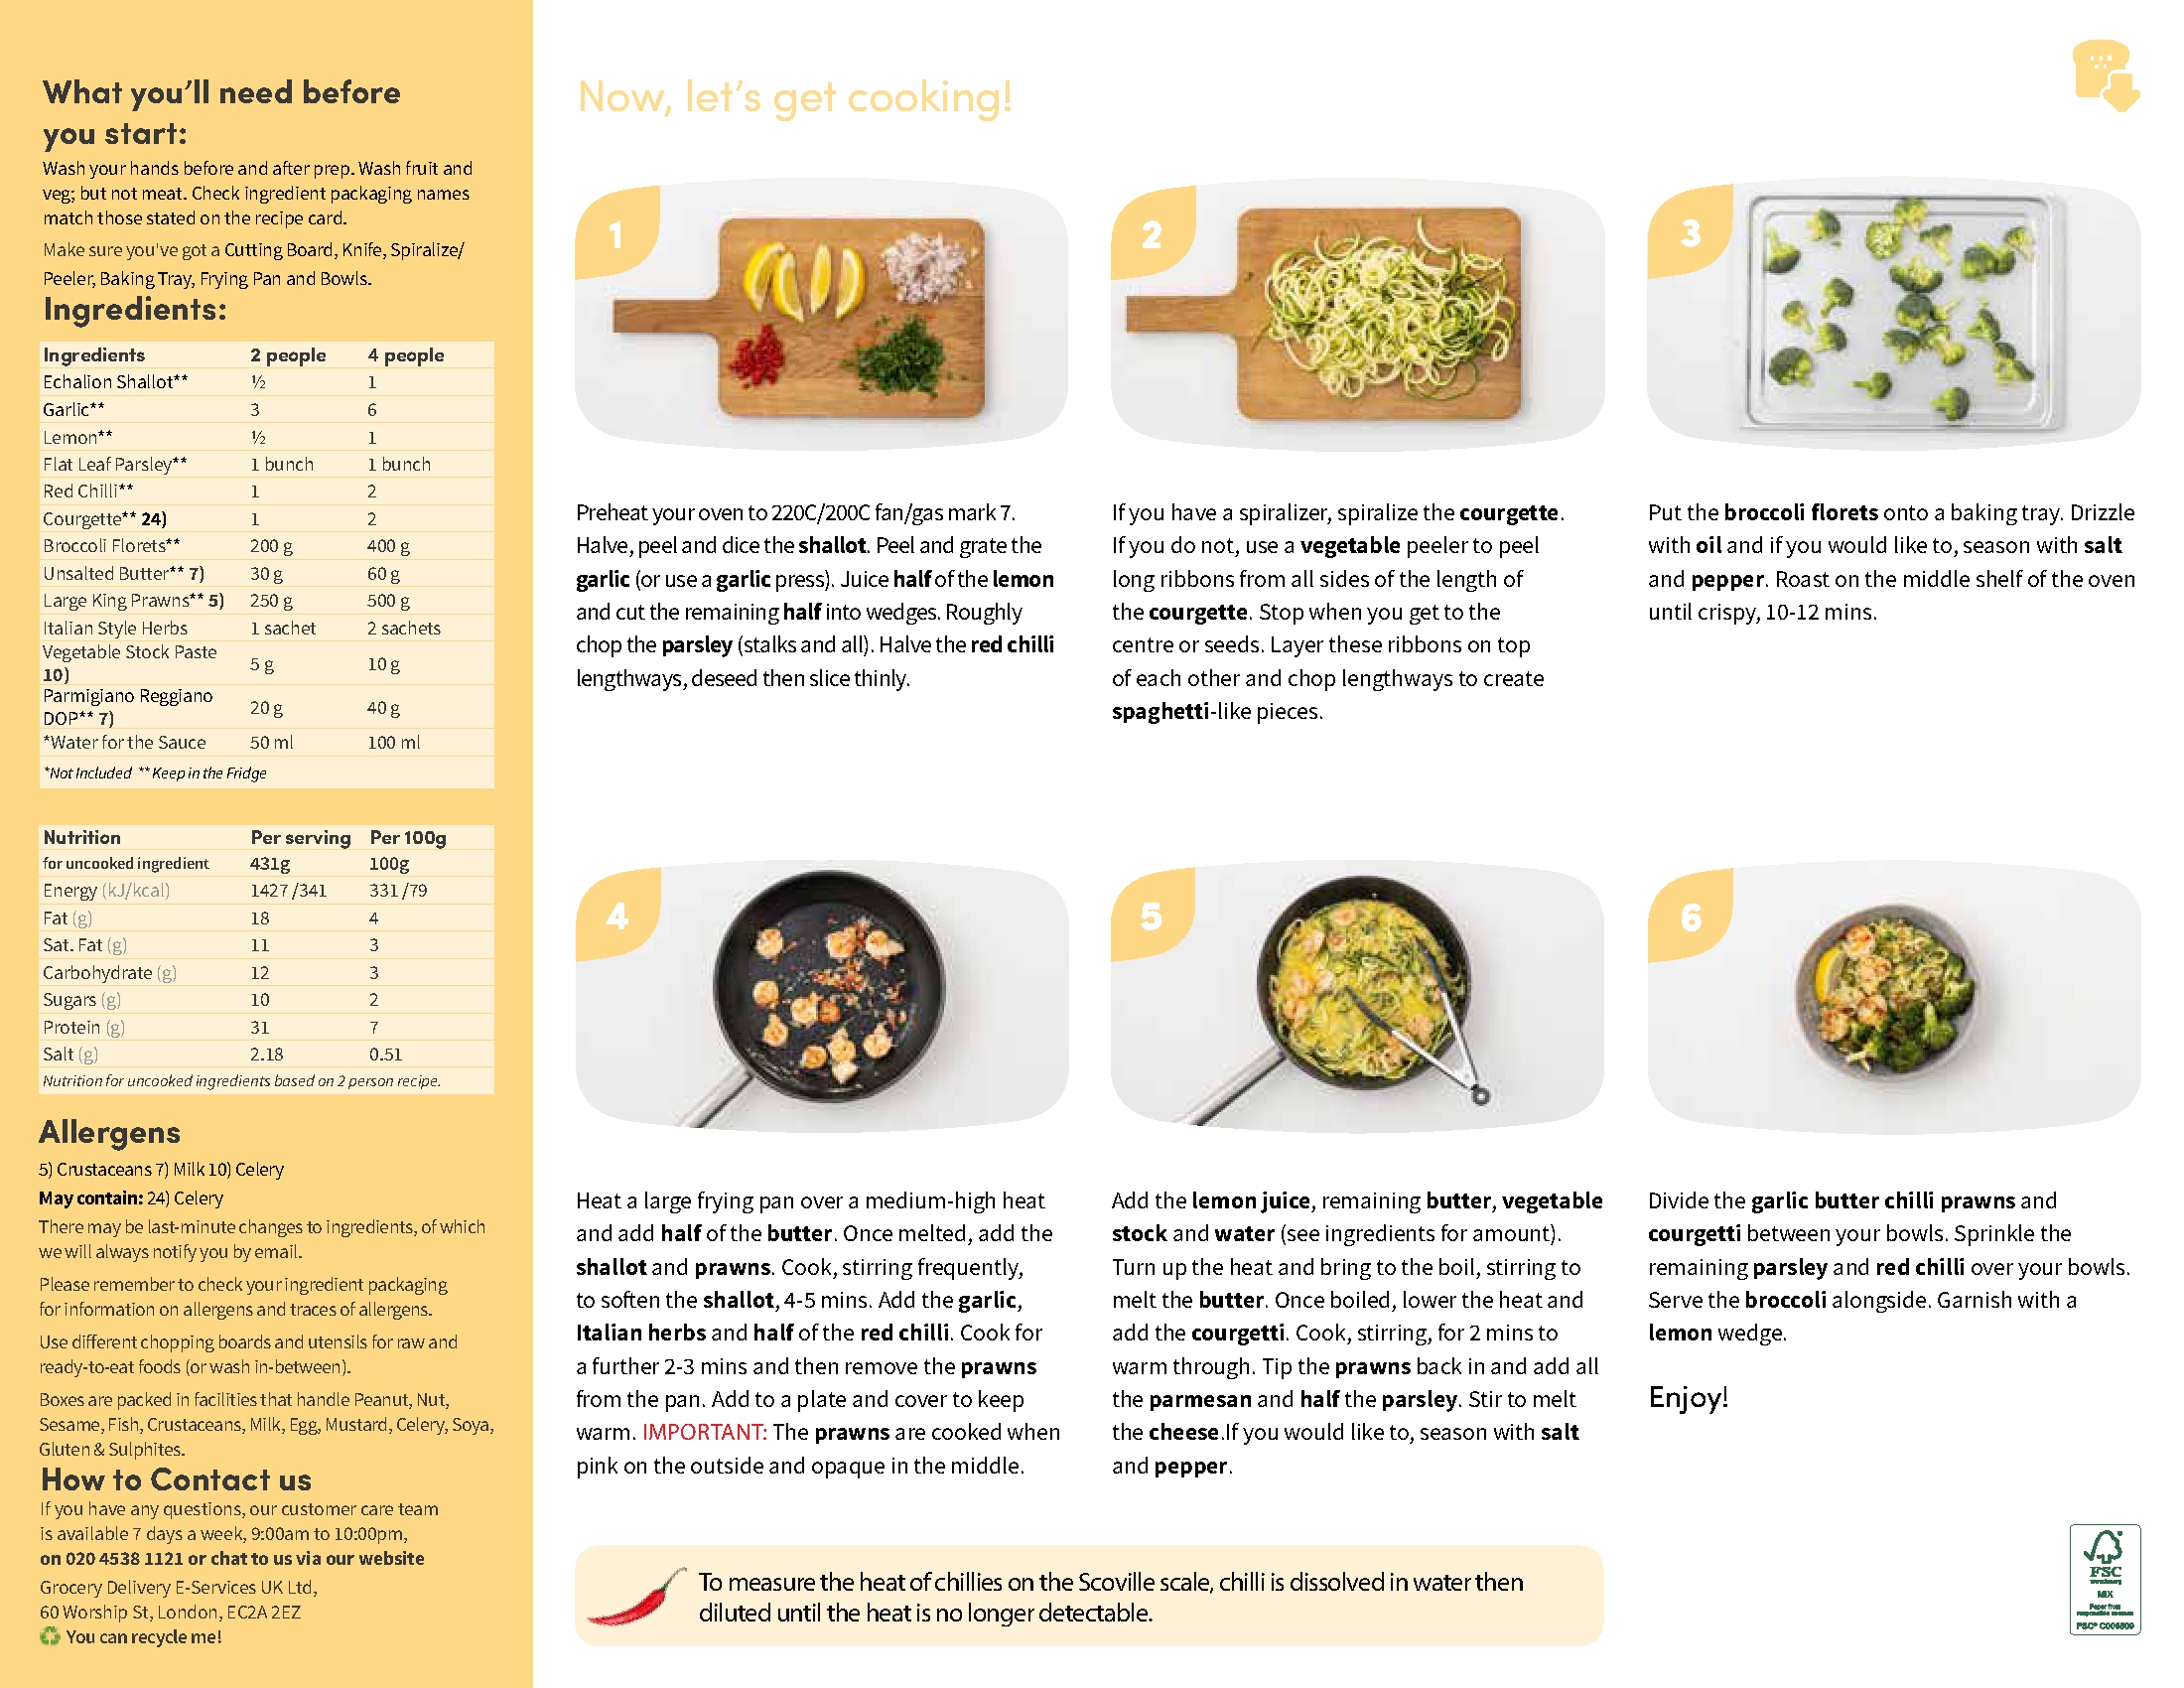 What you'll need before
you start:
Wash your hands before and after prep. Wash fruit and
veg; but not meat. Check ingredient packaging names
match those stated on the recipe card.
Make sure you've got a Cutting Board, Knife, Spiralize/
Peeler, Baking Tray, Frying Pan and Bowls.
Ingredients:
Ingredients 2 people 4 people
Echalion Shallot** ½ 1
Garlic** 3 6
Lemon** ½ 1
Flat Leaf Parsley** 1 bunch 1 bunch
Red Chilli** 1 2
Courgette** 24) 1 2
Broccoli Florets** 200 g 400 g
Unsalted Butter** 7) 30 g 60 g
Large King Prawns** 5) 250 g 500 g
Italian Style Herbs 1 sachet 2 sachets
Vegetable Stock Paste
10) 5 g 10 g
Parmigiano Reggiano
DOP** 7) 20 g 40 g
*Water for the Sauce 50 ml 100 ml
*Not Included **Keep in the Fridge
Nutrition Per serving Per 100g
for uncooked ingredient 431g 100g
Energy (kJ/kcal) 1427 /341 331 /79
Fat (g) 18 4
Sat. Fat (g) 11 3
Carbohydrate (g) 12 3
Sugars (g) 10 2
Protein (g) 31 7
Salt (g) 2.18 0.51
Nutrition for uncooked ingredients based on 2 person recipe.
Allergens
5) Crustaceans 7) Milk 10) Celery
May contain: 24) Celery
There may be last-minute changes to ingredients, of which
we will always notify you by email.
Please remember to check your ingredient packaging
for information on allergens and traces of allergens.
Use different chopping boards and utensils for raw and
ready-to-eat foods (or wash in-between).
Boxes are packed in facilities that handle Peanut, Nut,
Sesame, Fish, Crustaceans, Milk, Egg, Mustard, Celery, Soya,
Gluten & Sulphites.
How to Contact us
If you have any questions, our customer care team
is available 7 days a week, 9:00am to 10:00pm,
on 020 4538 1121 or chat to us via our website
Grocery Delivery E-Services UK Ltd,
60 Worship St, London, EC2A 2EZ
You can recycle me!
Now, let's get cooking!
1
Preheat your oven to 220C/200C fan/gas mark 7.
Halve, peel and dice the shallot. Peel and grate the
garlic (or use a garlic press). Juice half of the lemon
and cut the remaining half into wedges. Roughly
chop the parsley (stalks and all). Halve the red chilli
lengthways, deseed then slice thinly.
2
If you have a spiralizer, spiralize the courgette.
If you do not, use a vegetable peeler to peel
long ribbons from all sides of the length of
the courgette. Stop when you get to the
centre or seeds. Layer these ribbons on top
of each other and chop lengthways to create
spaghetti-like pieces.
3
Put the broccoli florets onto a baking tray. Drizzle
with oil and if you would like to, season with salt
and pepper. Roast on the middle shelf of the oven
until crispy, 10-12 mins.
4
Heat a large frying pan over a medium-high heat
and add half of the butter. Once melted, add the
shallot and prawns. Cook, stirring frequently,
to soften the shallot, 4-5 mins. Add the garlic,
Italian herbs and half of the red chilli. Cook for
a further 2-3 mins and then remove the prawns
from the pan. Add to a plate and cover to keep
warm. IMPORTANT: The prawns are cooked when
pink on the outside and opaque in the middle.
5
Add the lemon juice, remaining butter, vegetable
stock and water (see ingredients for amount).
Turn up the heat and bring to the boil, stirring to
melt the butter. Once boiled, lower the heat and
add the courgetti. Cook, stirring, for 2 mins to
warm through. Tip the prawns back in and add all
the parmesan and half the parsley. Stir to melt
the cheese.If you would like to, season with salt
and pepper.
6
Divide the garlic butter chilli prawns and
courgetti between your bowls. Sprinkle the
remaining parsley and red chilli over your bowls.
Serve the broccoli alongside. Garnish with a
lemon wedge.
Enjoy!
To measure the heat of chillies on the Scoville scale, chilli is dissolved in water then
diluted until the heat is no longer detectable.
FSC
MIX
Paper from